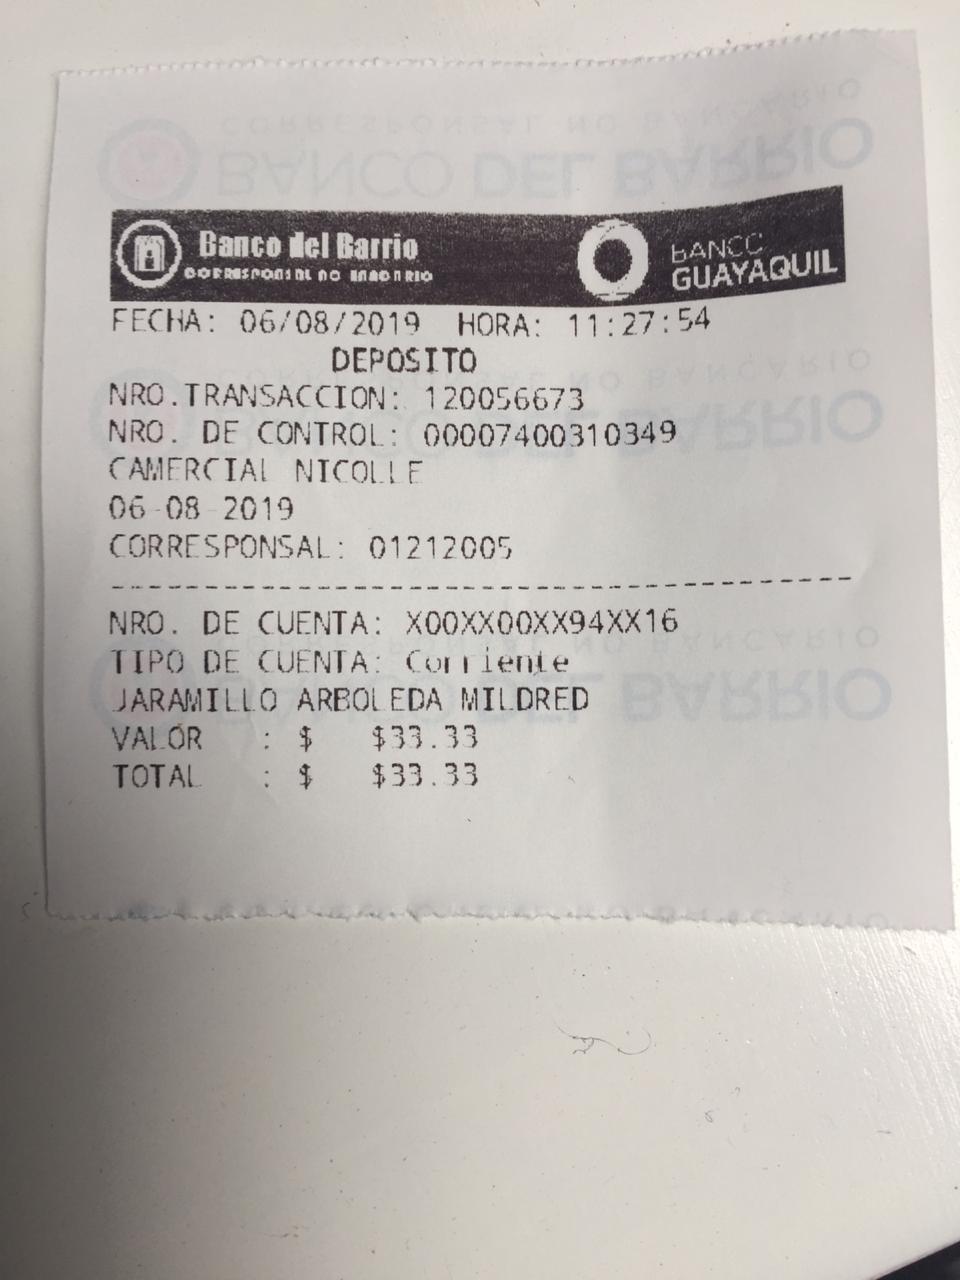 Banco del Barrio
CORRESPONSAL NO BANCARIO
BANCO
GUAYAQUIL
FECHA: 06/08/2019 HORA: 11:27:54
DEPOSITO
NRO.TRANSACCION: 120056673
NRO. DE CONTROL: 00007400310349
CAMERCIAL NICOLLE
06-08-2019
CORRESPONSAL: 01212005
NRO. DE CUENTA: X00XX00XX94XX16
TIPO DE CUENTA: Corriente
JARAMILLO ARBOLEDA MILDRED
VALOR : $ $33.33
TOTAL : $ $33.33